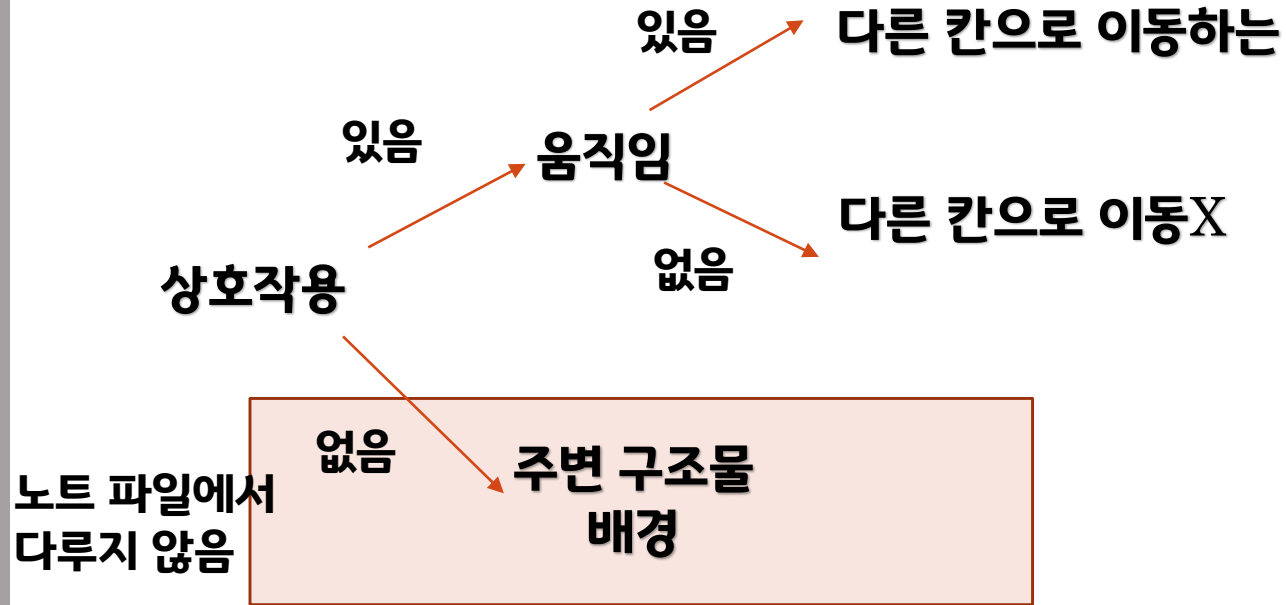 있음
다른 칸으로 이동하는
있음
움직임
다른 칸으로 이동X
없음
상호작용
없음
주변 구조물
배경
노트 파일에서
다루지 않음